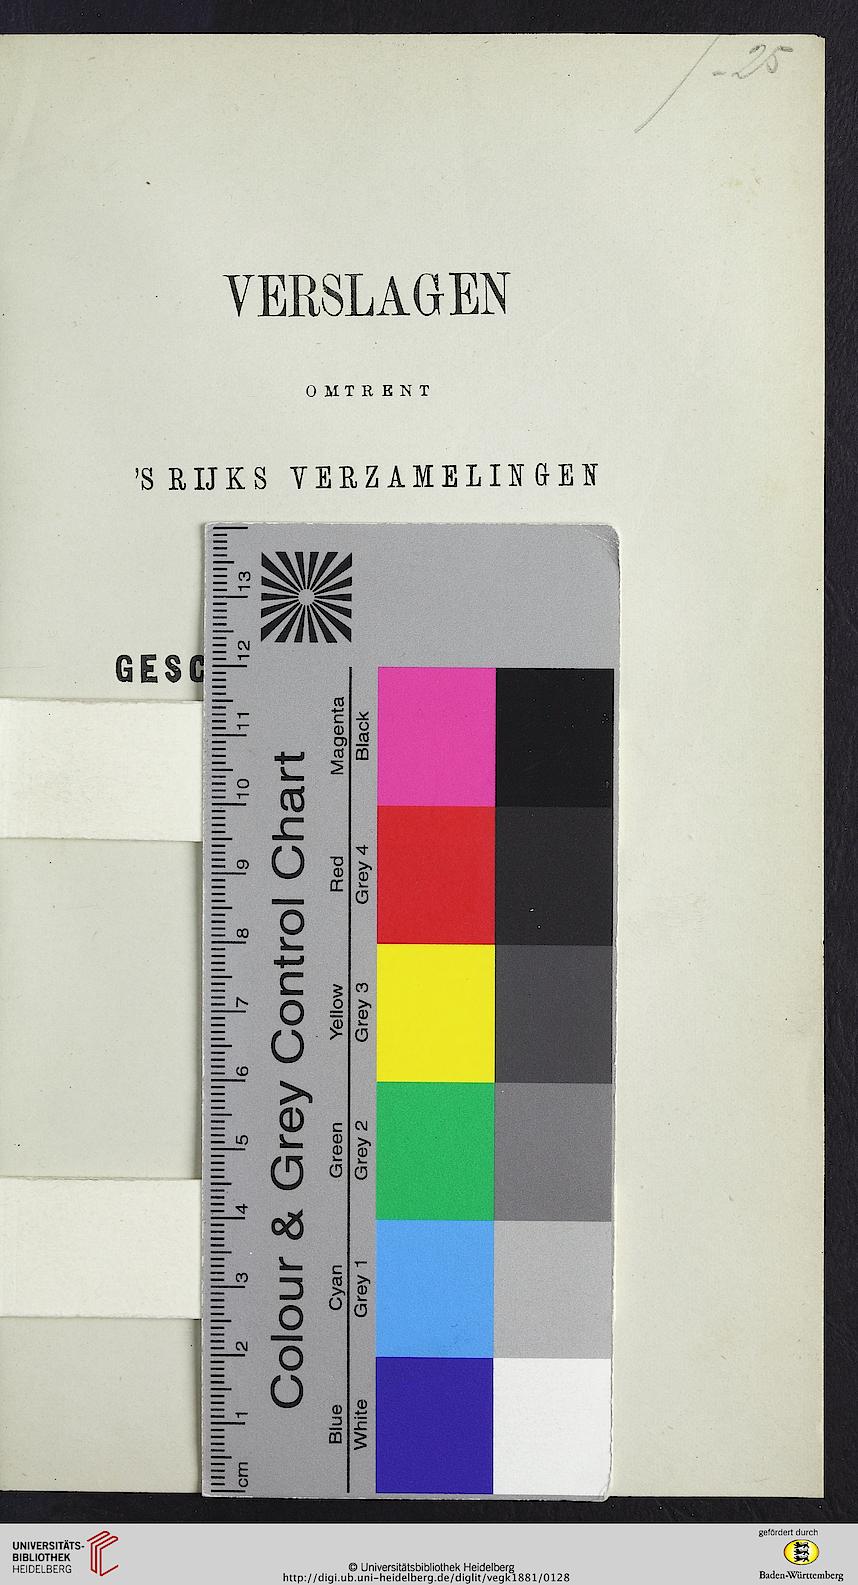 -25
VERSLAGEN
OMTRENT
'S RIJKS VERZAMELINGEN
GESC
13
12
11
10
9
8
7
6
5
4
3
2
1
cm
Colour & Grey Control Chart
Blue Cyan Green Yellow Red Magenta
White Grey 1 Grey 2 Grey 3 Grey 4 Black
UNIVERSITÄTS-
BIBLIOTHEK
HEIDELBERG
© Universitätsbibliothek Heidelberg
http://digi.ub.uni-heidelberg.de/diglit/vegk1881/0128
gefördert durch
Baden-Württemberg